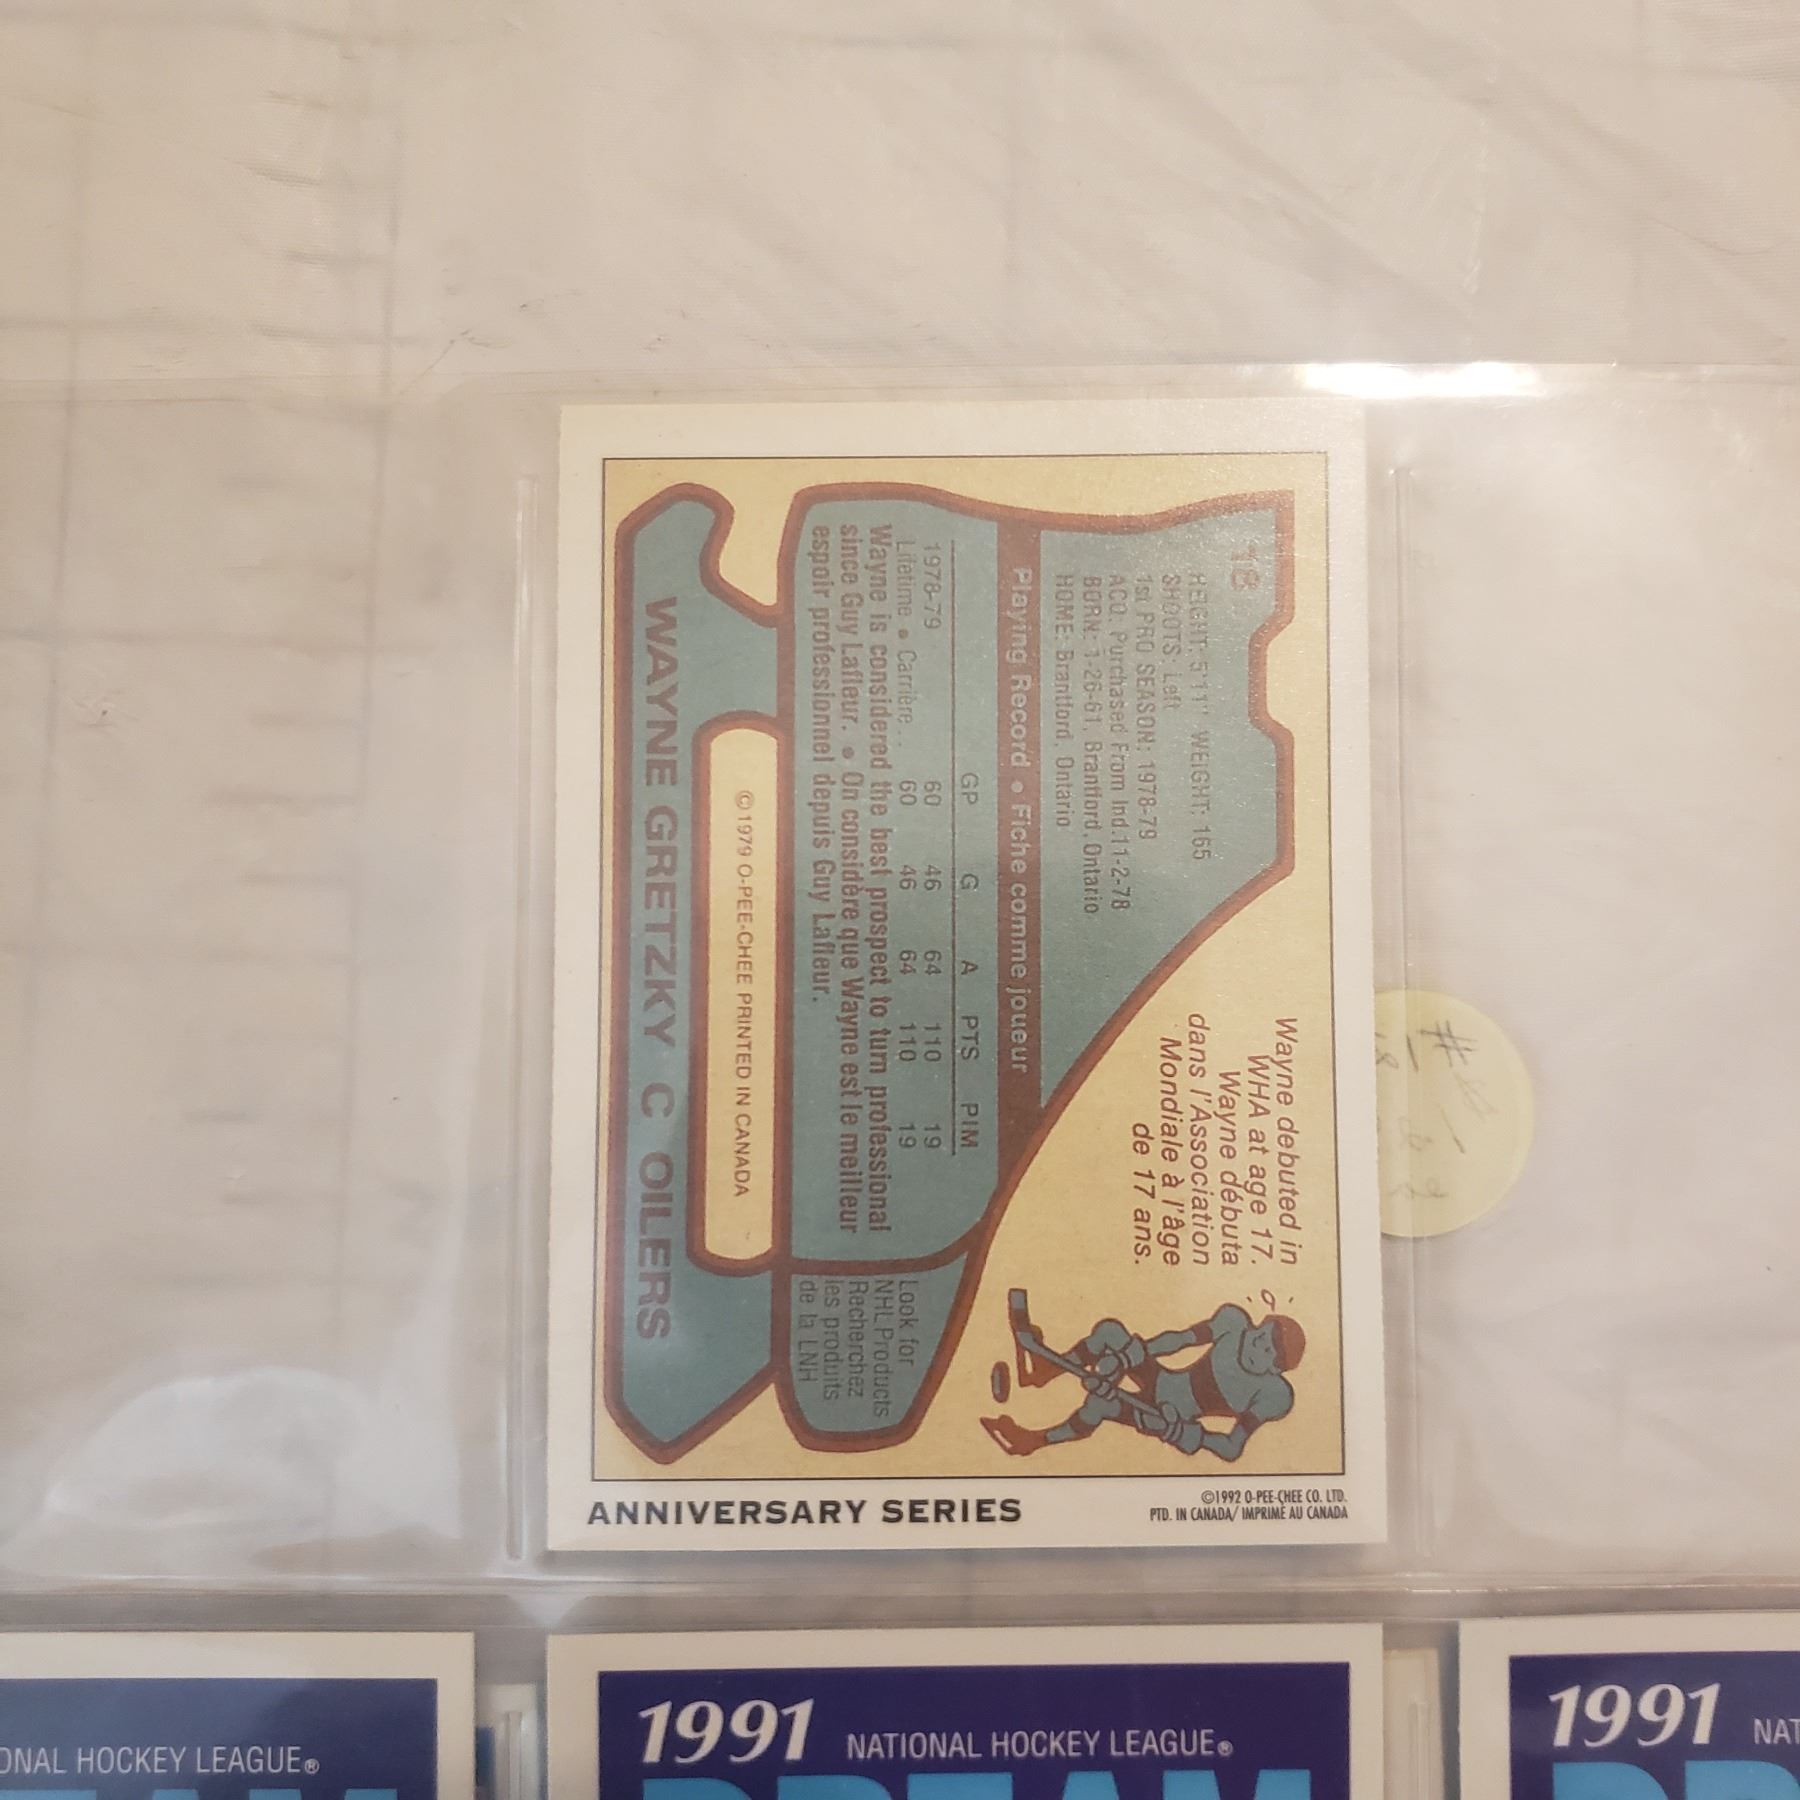 18
HEIGHT: 5'11" WEIGHT: 165
SHOOTS: Left
1st PRO SEASON: 1978-79
ACQ. Purchased From Ind.11-2-78
BORN: 1-26-61, Brantford, Ontario
HOME: Brantford, Ontario
Wayne debuted in
WHA at age 17.
Wayne débuta
dans l'Association
Mondiale à l'âge
de 17 ans.
Playing Record • Fiche comme joueur
GP G A PTS PIM
1978-79 60 46 64 110 19
Lifetime • Carrière.. 60 46 64 110 19
Wayne is considered the best prospect to turn professional
since Guy Lafleur. • On considère que Wayne est le meilleur
espoir professionnel depuis Guy Lafleur.
Look for
NHL Products
Recherchez
les produits
de la LNH
©1979 O-PEE-CHEE PRINTED IN CANADA
WAYNE GRETZKY C OILERS
ANNIVERSARY SERIES
©1992 O-PEE-CHEE CO. LTD.
PTD. IN CANADA/ IMPRIMÉ AU CANADA
ONAL HOCKEY LEAGUE®
1991 NATIONAL HOCKEY LEAGUE®
DREAM
1991 NAT